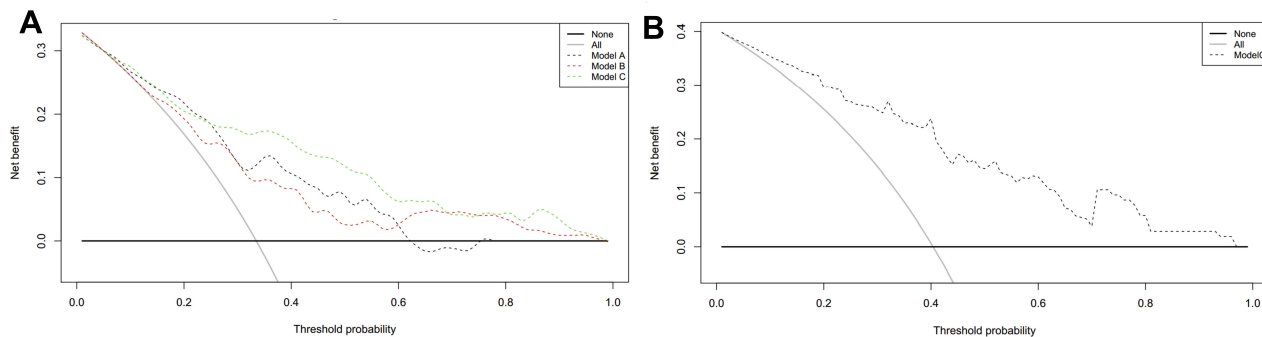 A
None
All
Model A
Model B
Model C
0.3
0.2
0.1
0.0
Net benefit
0.0 0.2 0.4 0.6 0.8 1.0
Threshold probability
B
None
All
ModelC
0.4
0.3
0.2
0.1
0.0
Net benefit
0.0 0.2 0.4 0.6 0.8 1.0
Threshold probability